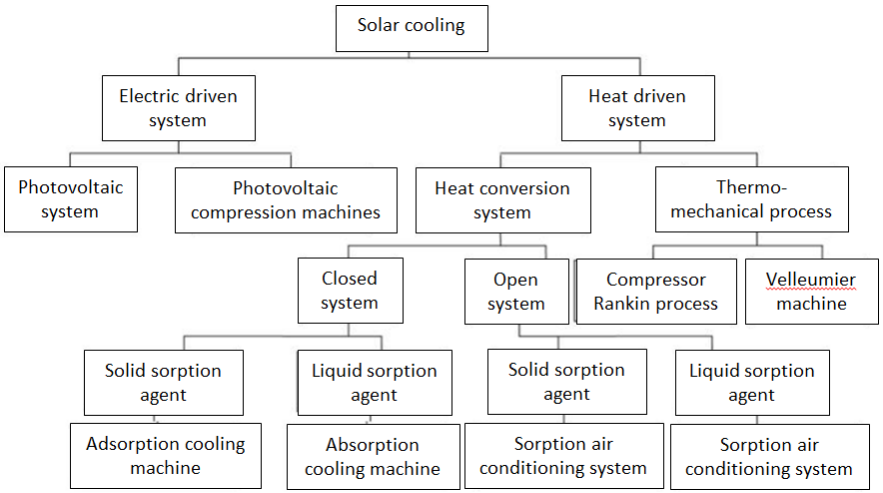 Solar cooling
Electric driven
system
Heat driven
system
Photovoltaic
system
Photovoltaic
compression machines
Heat conversion
system
Thermo-
mechanical process
Closed
system
Open
system
Compressor
Rankin process
Velleumier
machine
Solid sorption
agent
Liquid sorption
agent
Solid sorption
agent
Liquid sorption
agent
Adsorption cooling
machine
Absorption
cooling machine
Sorption air
conditioning system
Sorption air
conditioning system